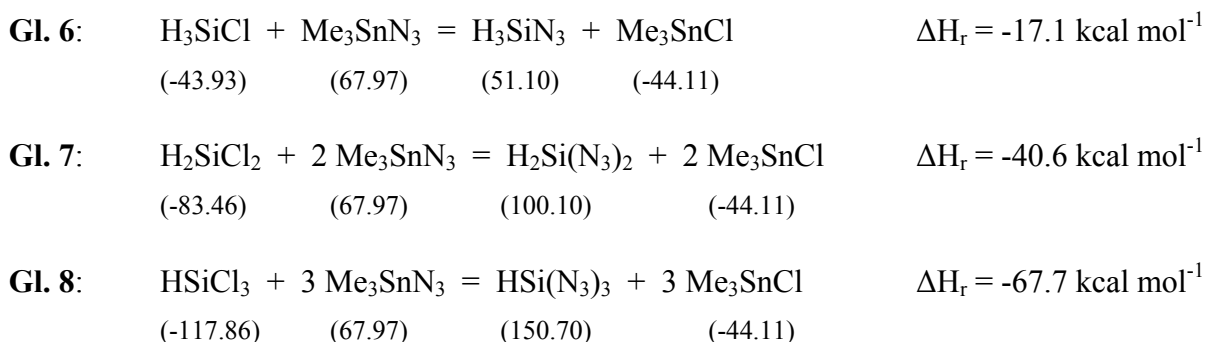 Gl. 6: H₃SiCl + Me₃SnN₃ = H₃SiN₃ + Me₃SnCl ΔHᵣ = -17.1 kcal mol⁻¹
(-43.93) (67.97) (51.10) (-44.11)
Gl. 7: H₂SiCl₂ + 2 Me₃SnN₃ = H₂Si(N₃)₂ + 2 Me₃SnCl ΔHᵣ = -40.6 kcal mol⁻¹
(-83.46) (67.97) (100.10) (-44.11)
Gl. 8: HSiCl₃ + 3 Me₃SnN₃ = HSi(N₃)₃ + 3 Me₃SnCl ΔHᵣ = -67.7 kcal mol⁻¹
(-117.86) (67.97) (150.70) (-44.11)